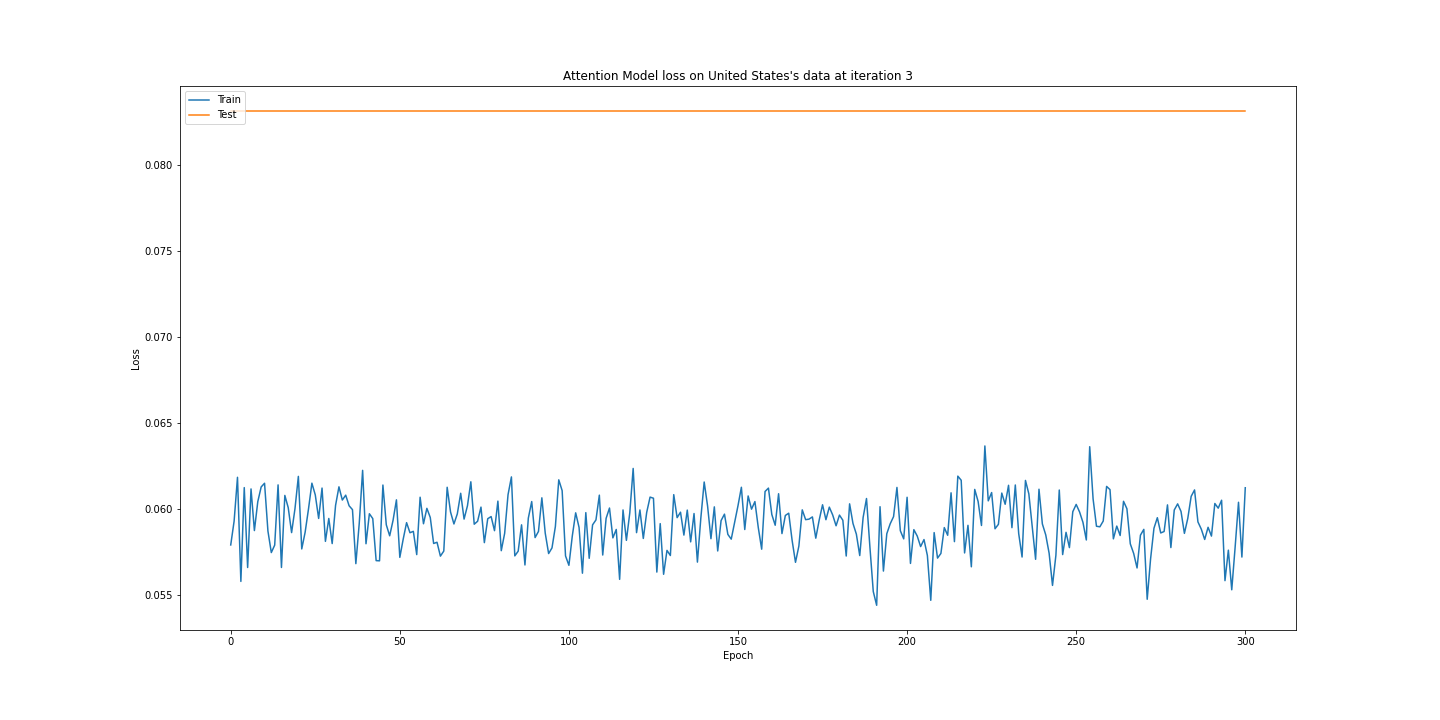 Attention Model loss on United States's data at iteration 3
Train
Test
0.080
0.075
0.070
0.065
0.060
0.055
Loss
0 50 100 150 200 250 300
Epoch